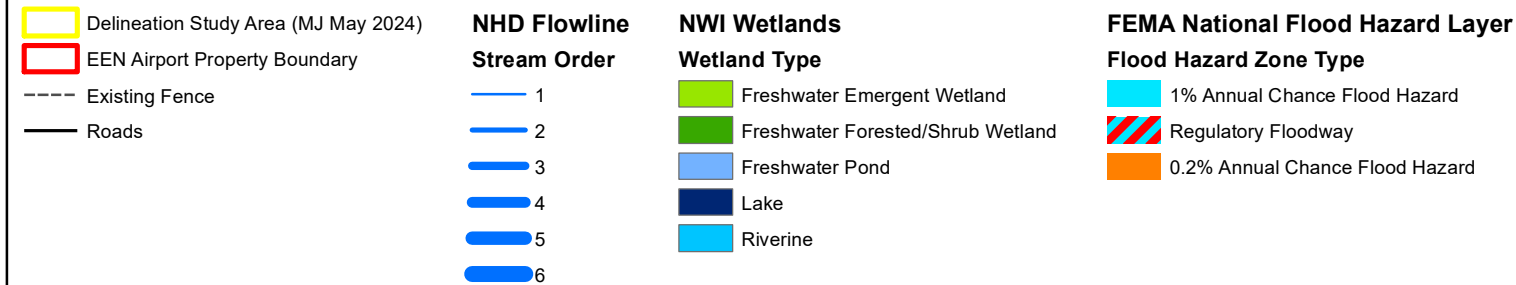 Delineation Study Area (MJ May 2024)
EEN Airport Property Boundary
Existing Fence
Roads
NHD Flowline
Stream Order
1
2
3
4
5
6
NWI Wetlands
Wetland Type
Freshwater Emergent Wetland
Freshwater Forested/Shrub Wetland
Freshwater Pond
Lake
Riverine
FEMA National Flood Hazard Layer
Flood Hazard Zone Type
1% Annual Chance Flood Hazard
Regulatory Floodway
0.2% Annual Chance Flood Hazard